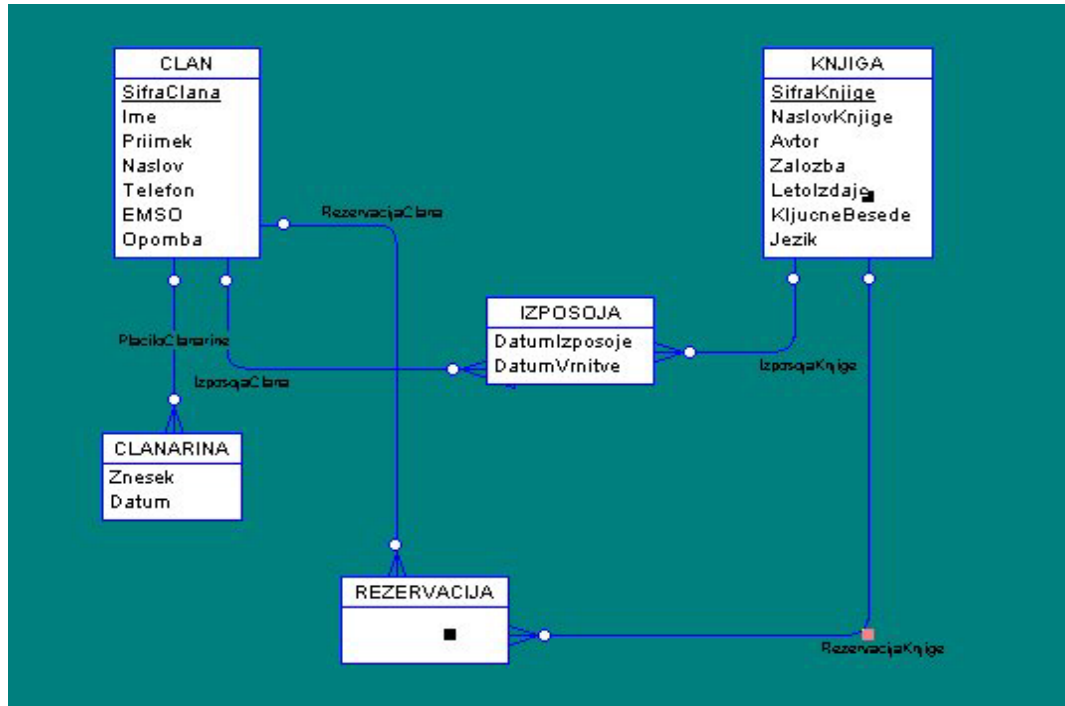 CLAN
SifraClana
Ime
Priimek
Naslov
Telefon
EMSO
Opomba
KNJIGA
SifraKnjige
NaslovKnjige
Avtor
Zalozba
LetoIzdaje
KljucneBesede
Jezik
RezervacijaClana
IZPOSOJA
DatumIzposoje
DatumVrnitve
PlaciloClanarine
IzposojaClana
IzposojaKnjige
CLANARINA
Znesek
Datum
REZERVACIJA
RezervacijaKnjige